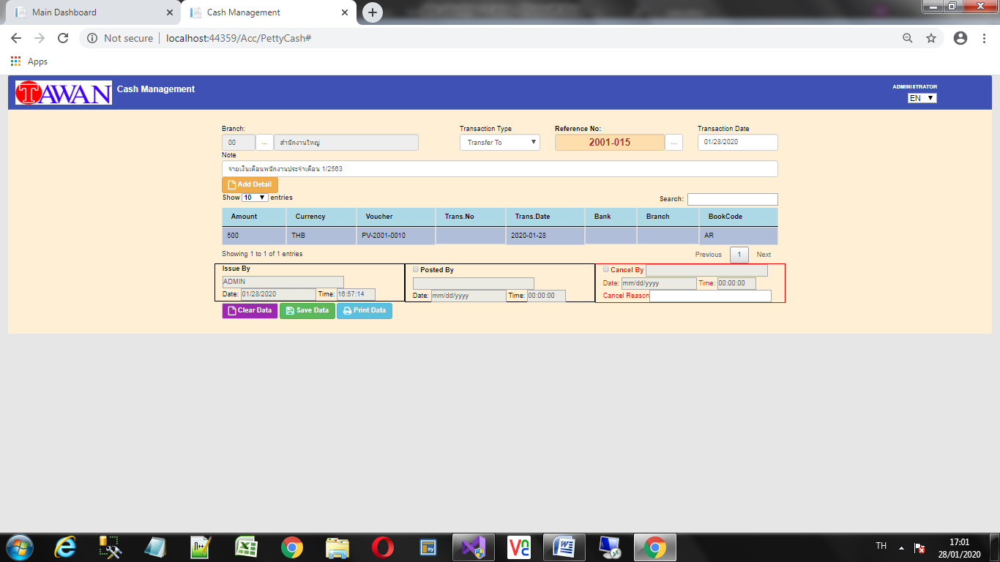 Main Dashboard
Cash Management
Not secure
localhost:44359/Acc/PettyCash#
Apps
TAWAN
Cash Management
ADMINISTRATOR
EN
Branch:
Transaction Type
Reference No:
Transaction Date
00
...
สำนักงานใหญ่
Transfer To
2001-015
...
01/28/2020
Note
จ่ายเงินเดือนพนักงานประจำเดือน 1/2563
Add Detail
Show 10 entries
Search:
Amount Currency Voucher Trans.No Trans.Date Bank Branch BookCode
500 THB PV-2001-0010 2020-01-28 AR
Showing 1 to 1 of 1 entries
Previous 1 Next
Issue By
ADMIN
Date: 01/28/2020 Time: 16:57:14
Posted By
Date: mm/dd/yyyy Time: 00:00:00
Cancel By
Date: mm/dd/yyyy Time: 00:00:00
Cancel Reason
Clear Data
Save Data
Print Data
TH
17:01
28/01/2020